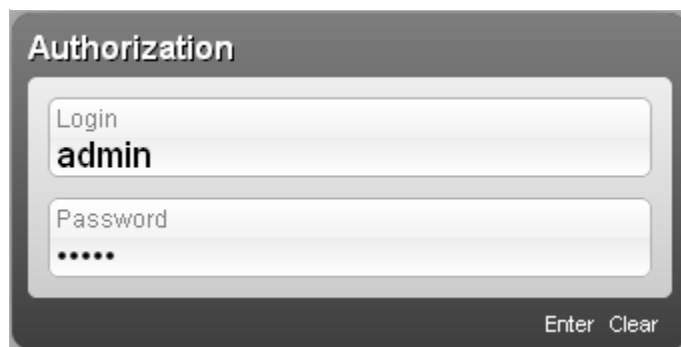 Authorization
Login
admin
Password
•••••
Enter Clear